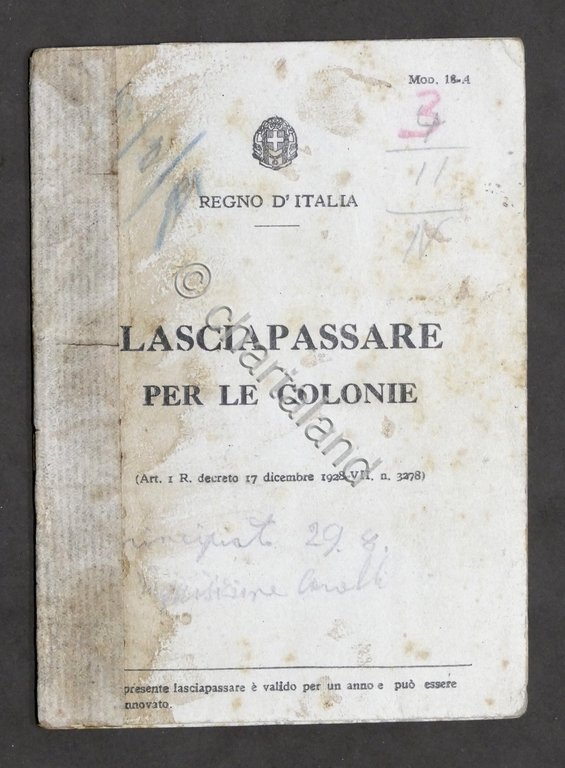 MOD. 18-A
3
11
REGNO D'ITALIA
LASCIAPASSARE
PER LE COLONIE
© chartaland
(Art. 1 R. decreto 17 dicembre 1928-VII. n. 3278)
29. 8.
presente lasciapassare è valido per un anno e può essere
nnovato.